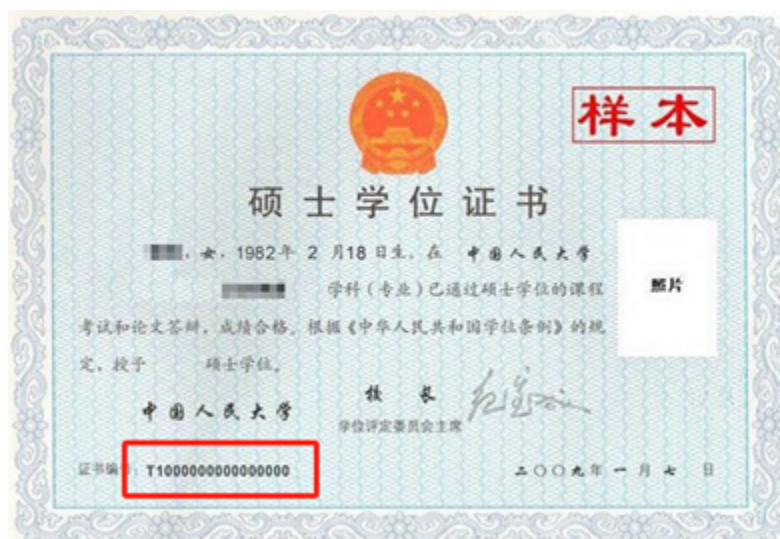 样本
硕士学位证书
，女，1982年 2 月18日生。在 中国人民大学
学科（专业）已通过硕士学位的课程
照片
考试和论文答辩，成绩合格。根据《中华人民共和国学位条例》的规
定，授予 硕士学位。
校 长
中国人民大学
学位评定委员会主席
证书编号：T1000000000000000
二〇〇九年 一 月 七 日